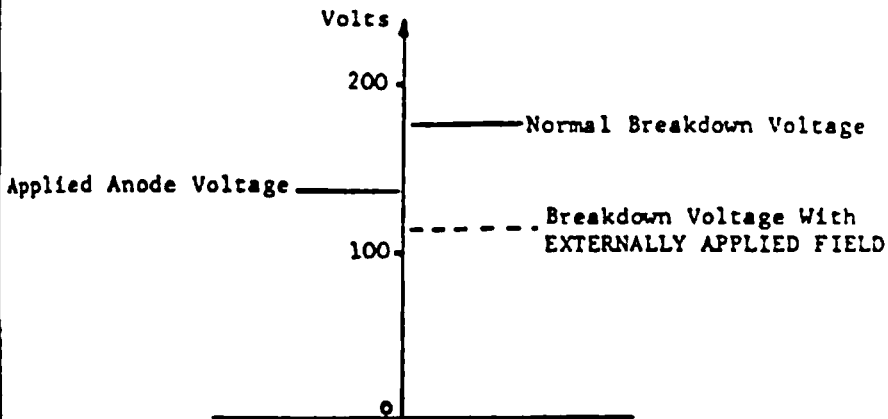 Volts
200
Normal Breakdown Voltage
Applied Anode Voltage
Breakdown Voltage With
EXTERNALLY APPLIED FIELD
100
0